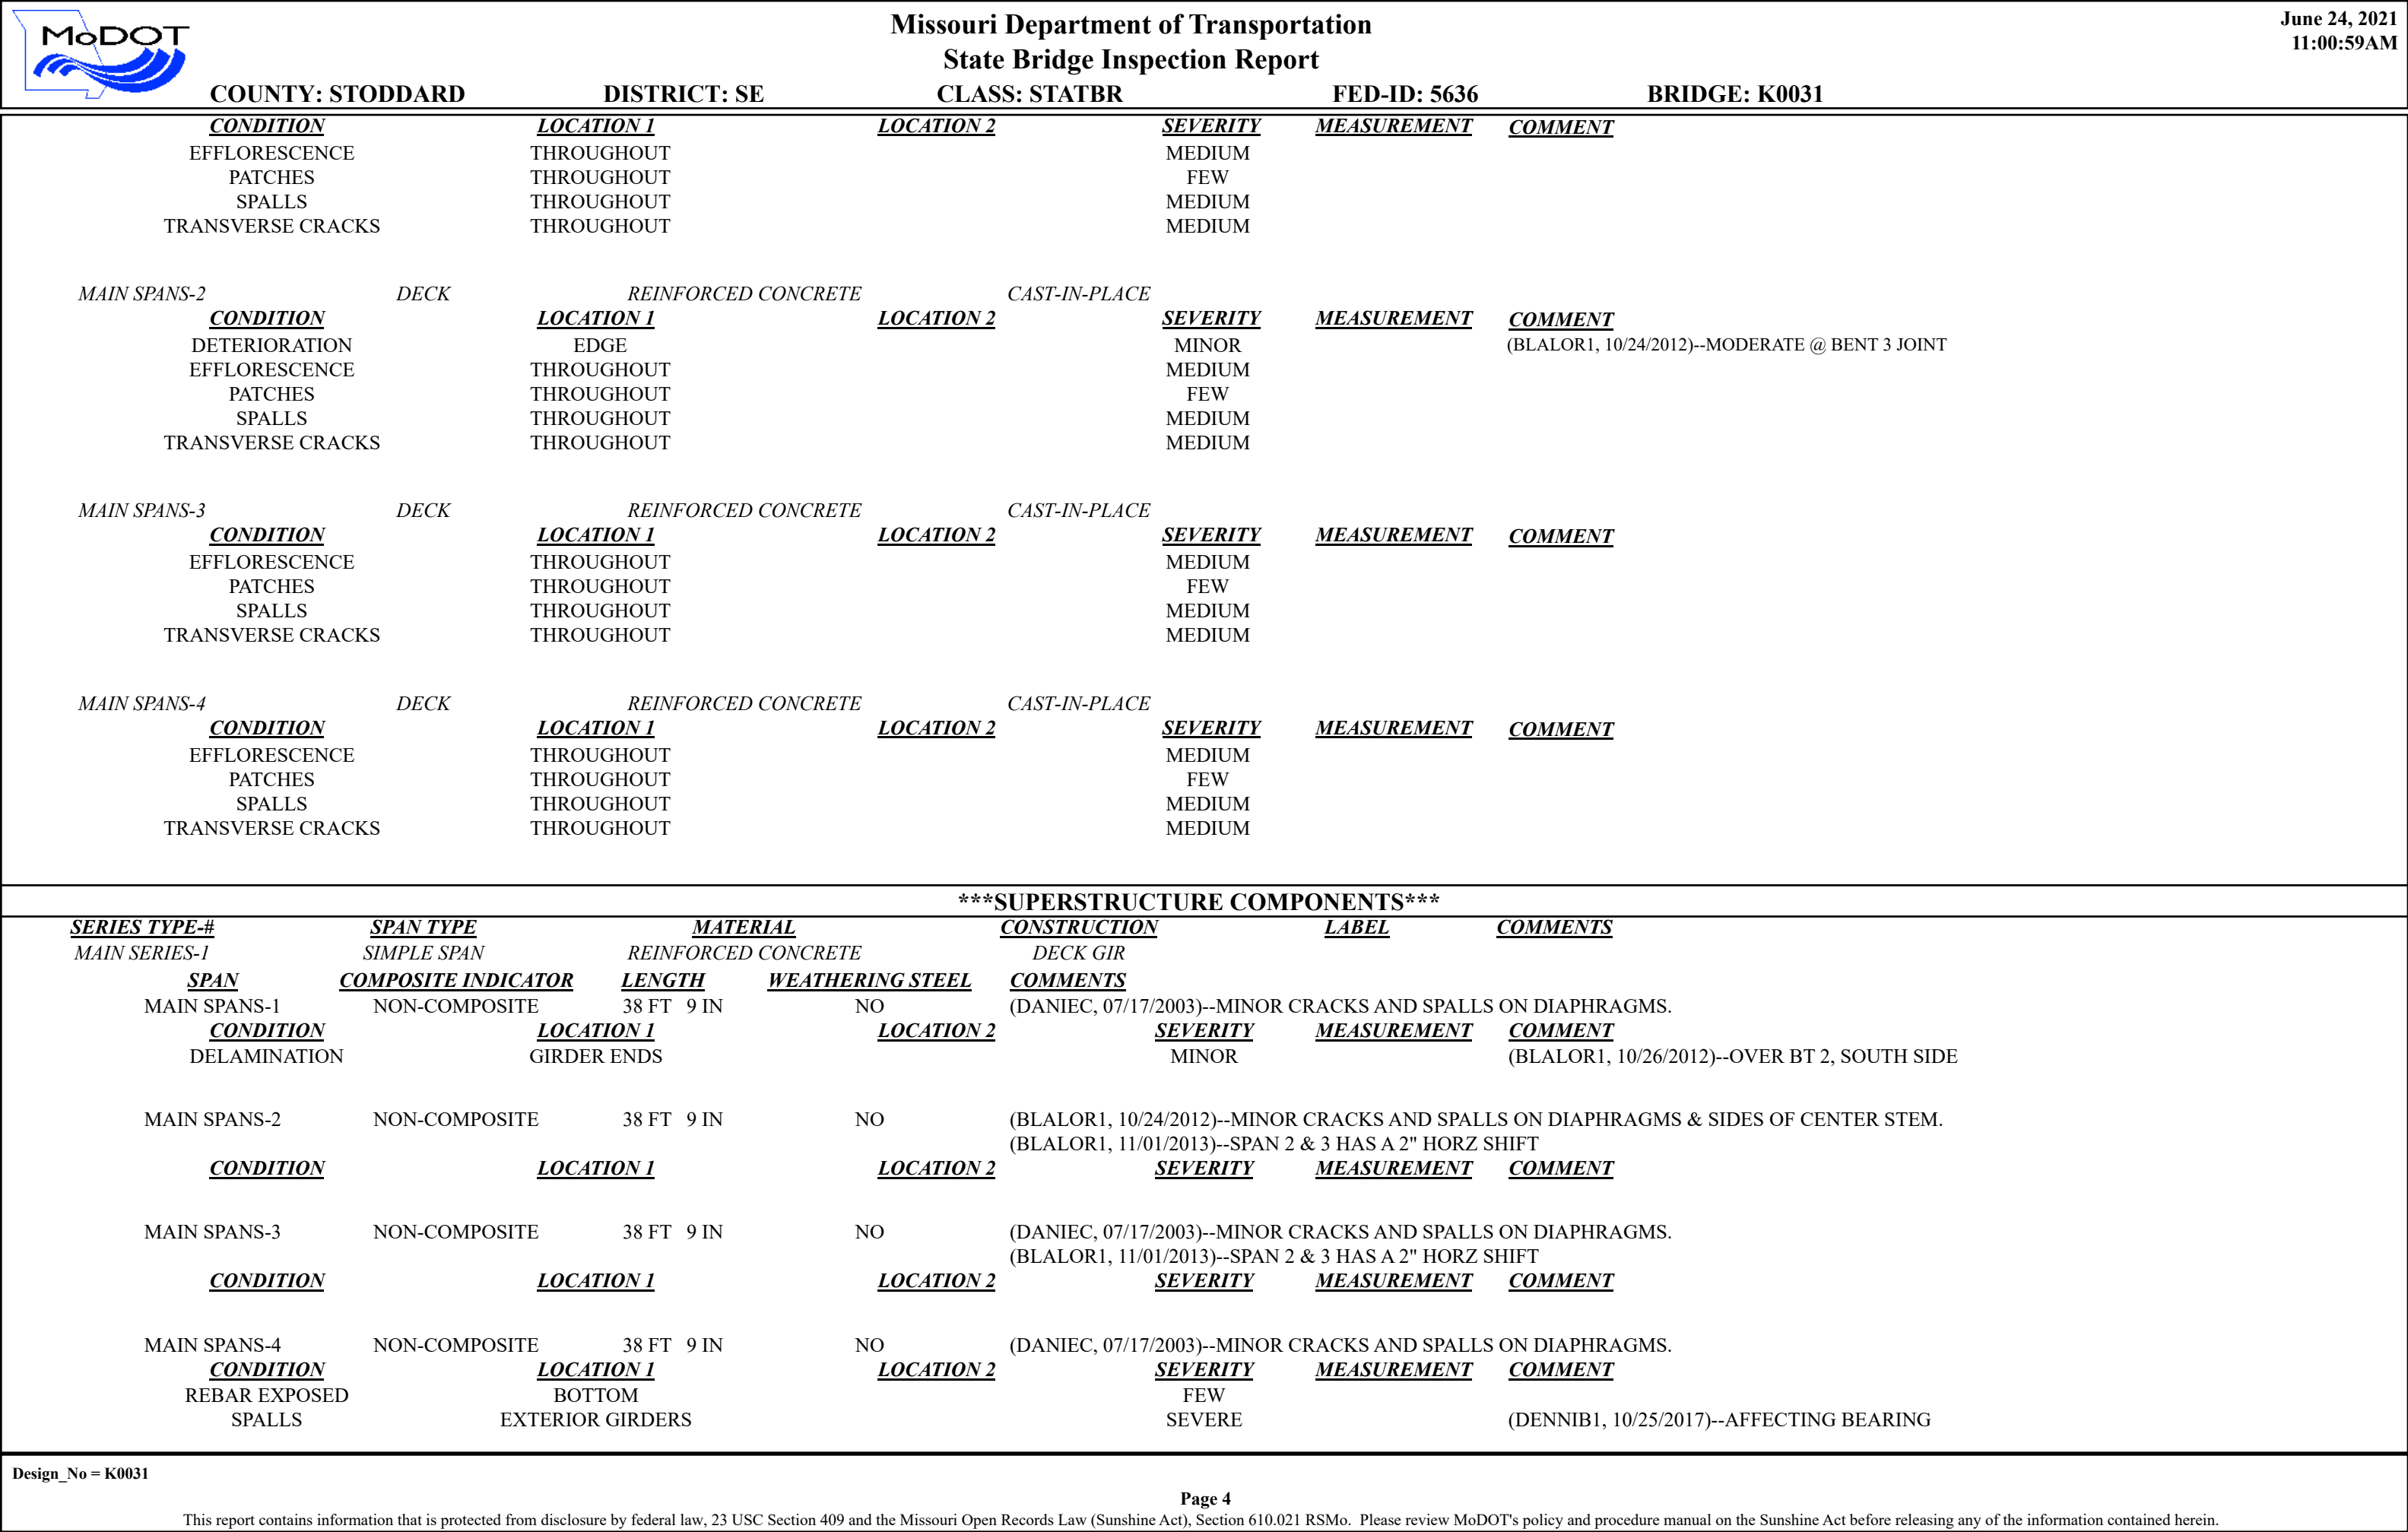 MoDOT
Missouri Department of Transportation
State Bridge Inspection Report
June 24, 2021
11:00:59AM
COUNTY: STODDARD DISTRICT: SE CLASS: STATBR FED-ID: 5636 BRIDGE: K0031
CONDITION LOCATION 1 LOCATION 2 SEVERITY MEASUREMENT COMMENT
EFFLORESCENCE THROUGHOUT MEDIUM
PATCHES THROUGHOUT FEW
SPALLS THROUGHOUT MEDIUM
TRANSVERSE CRACKS THROUGHOUT MEDIUM
MAIN SPANS-2 DECK REINFORCED CONCRETE CAST-IN-PLACE
CONDITION LOCATION 1 LOCATION 2 SEVERITY MEASUREMENT COMMENT
DETERIORATION EDGE MINOR (BLALOR1, 10/24/2012)--MODERATE @ BENT 3 JOINT
EFFLORESCENCE THROUGHOUT MEDIUM
PATCHES THROUGHOUT FEW
SPALLS THROUGHOUT MEDIUM
TRANSVERSE CRACKS THROUGHOUT MEDIUM
MAIN SPANS-3 DECK REINFORCED CONCRETE CAST-IN-PLACE
CONDITION LOCATION 1 LOCATION 2 SEVERITY MEASUREMENT COMMENT
EFFLORESCENCE THROUGHOUT MEDIUM
PATCHES THROUGHOUT FEW
SPALLS THROUGHOUT MEDIUM
TRANSVERSE CRACKS THROUGHOUT MEDIUM
MAIN SPANS-4 DECK REINFORCED CONCRETE CAST-IN-PLACE
CONDITION LOCATION 1 LOCATION 2 SEVERITY MEASUREMENT COMMENT
EFFLORESCENCE THROUGHOUT MEDIUM
PATCHES THROUGHOUT FEW
SPALLS THROUGHOUT MEDIUM
TRANSVERSE CRACKS THROUGHOUT MEDIUM
***SUPERSTRUCTURE COMPONENTS***
SERIES TYPE-# SPAN TYPE MATERIAL CONSTRUCTION LABEL COMMENTS
MAIN SERIES-1 SIMPLE SPAN REINFORCED CONCRETE DECK GIR
SPAN COMPOSITE INDICATOR LENGTH WEATHERING STEEL COMMENTS
MAIN SPANS-1 NON-COMPOSITE 38 FT 9 IN NO (DANIEC, 07/17/2003)--MINOR CRACKS AND SPALLS ON DIAPHRAGMS.
CONDITION LOCATION 1 LOCATION 2 SEVERITY MEASUREMENT COMMENT
DELAMINATION GIRDER ENDS MINOR (BLALOR1, 10/26/2012)--OVER BT 2, SOUTH SIDE
MAIN SPANS-2 NON-COMPOSITE 38 FT 9 IN NO (BLALOR1, 10/24/2012)--MINOR CRACKS AND SPALLS ON DIAPHRAGMS & SIDES OF CENTER STEM.
(BLALOR1, 11/01/2013)--SPAN 2 & 3 HAS A 2" HORZ SHIFT
CONDITION LOCATION 1 LOCATION 2 SEVERITY MEASUREMENT COMMENT
MAIN SPANS-3 NON-COMPOSITE 38 FT 9 IN NO (DANIEC, 07/17/2003)--MINOR CRACKS AND SPALLS ON DIAPHRAGMS.
(BLALOR1, 11/01/2013)--SPAN 2 & 3 HAS A 2" HORZ SHIFT
CONDITION LOCATION 1 LOCATION 2 SEVERITY MEASUREMENT COMMENT
MAIN SPANS-4 NON-COMPOSITE 38 FT 9 IN NO (DANIEC, 07/17/2003)--MINOR CRACKS AND SPALLS ON DIAPHRAGMS.
CONDITION LOCATION 1 LOCATION 2 SEVERITY MEASUREMENT COMMENT
REBAR EXPOSED BOTTOM FEW
SPALLS EXTERIOR GIRDERS SEVERE (DENNIB1, 10/25/2017)--AFFECTING BEARING
Design_No = K0031
Page 4
This report contains information that is protected from disclosure by federal law, 23 USC Section 409 and the Missouri Open Records Law (Sunshine Act), Section 610.021 RSMo. Please review MoDOT's policy and procedure manual on the Sunshine Act before releasing any of the information contained herein.